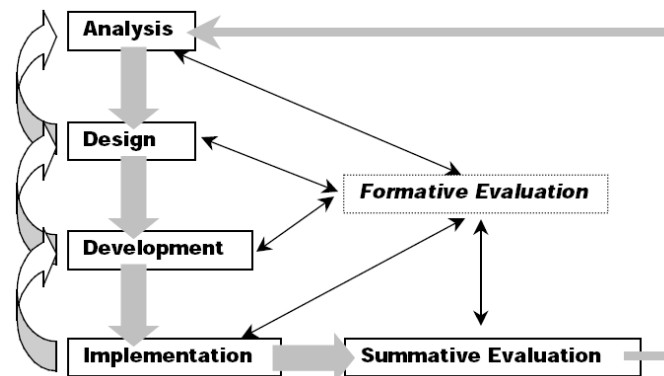 Analysis
Design
Formative Evaluation
Development
Implementation
Summative Evaluation